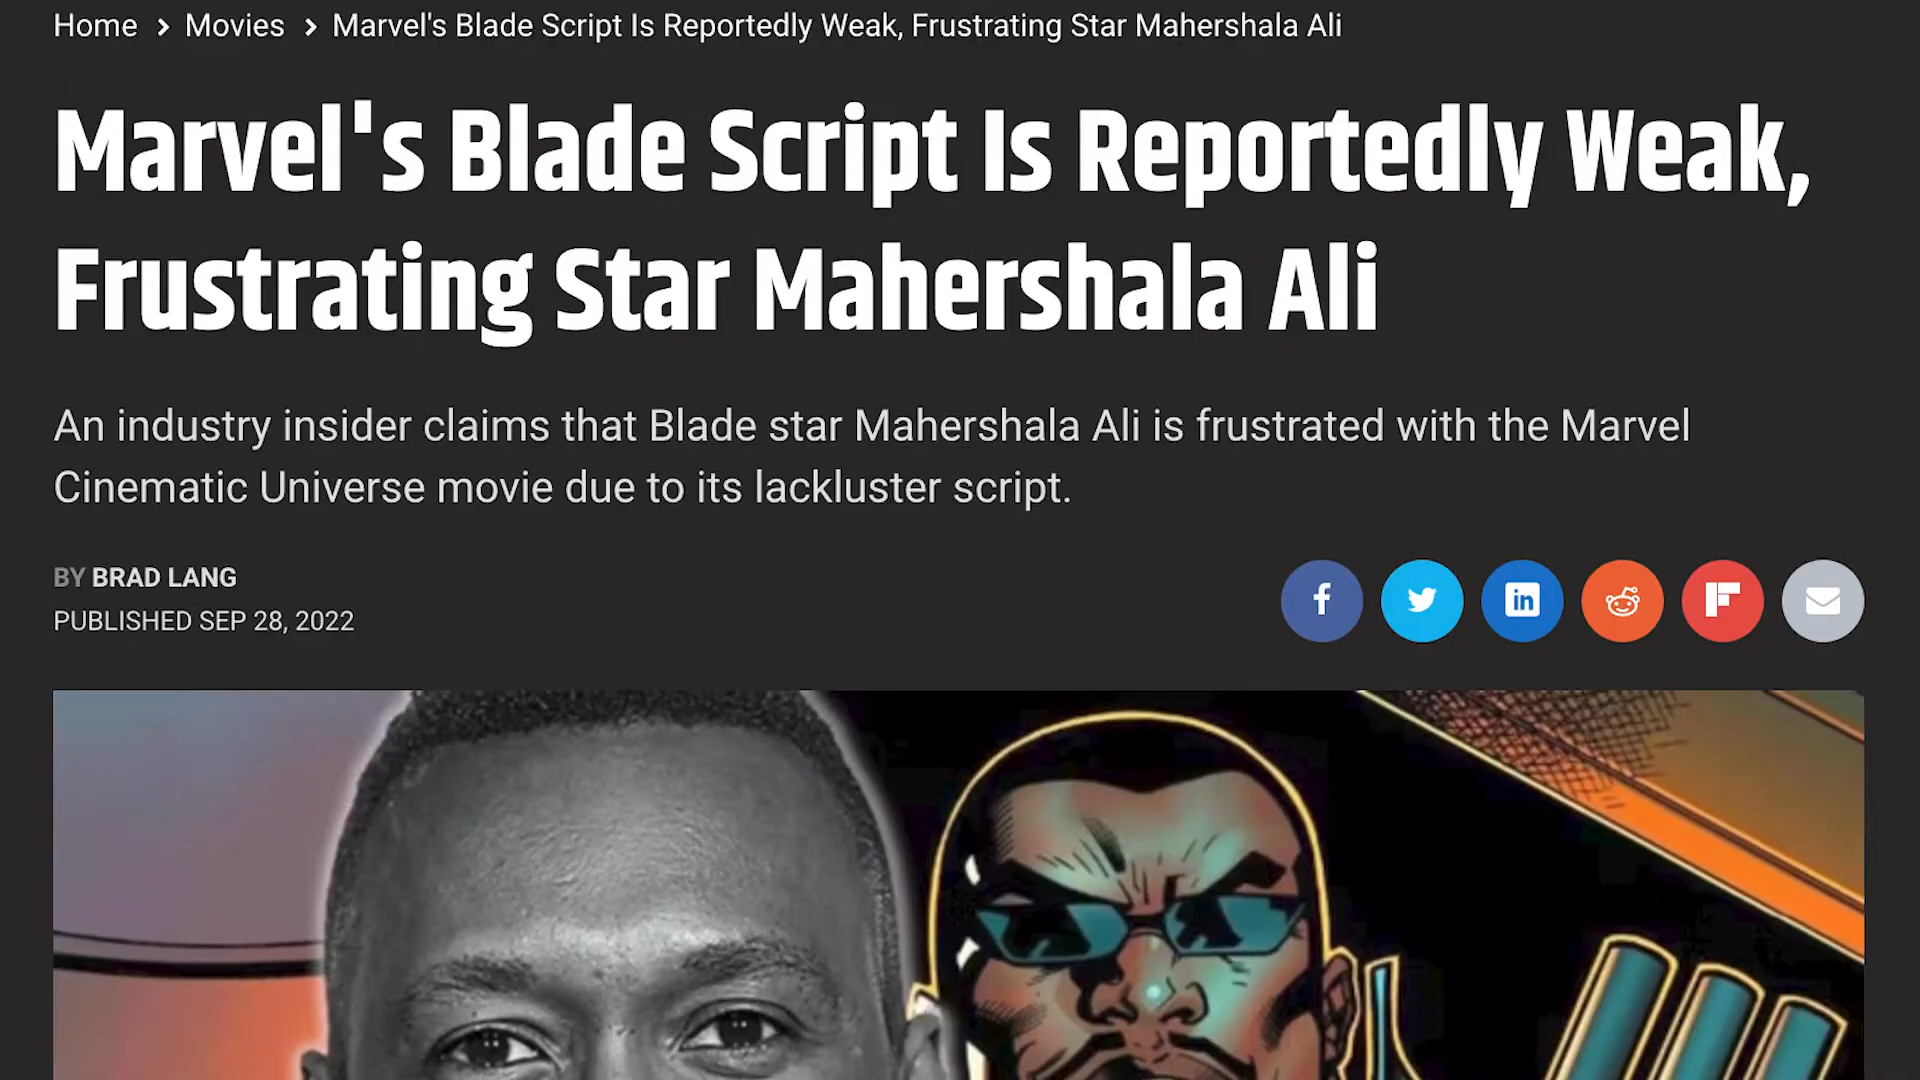 Home > Movies > Marvel's Blade Script Is Reportedly Weak, Frustrating Star Mahershala Ali
Marvel's Blade Script Is Reportedly Weak,
Frustrating Star Mahershala Ali
An industry insider claims that Blade star Mahershala Ali is frustrated with the Marvel
Cinematic Universe movie due to its lackluster script.
BY BRAD LANG
PUBLISHED SEP 28, 2022